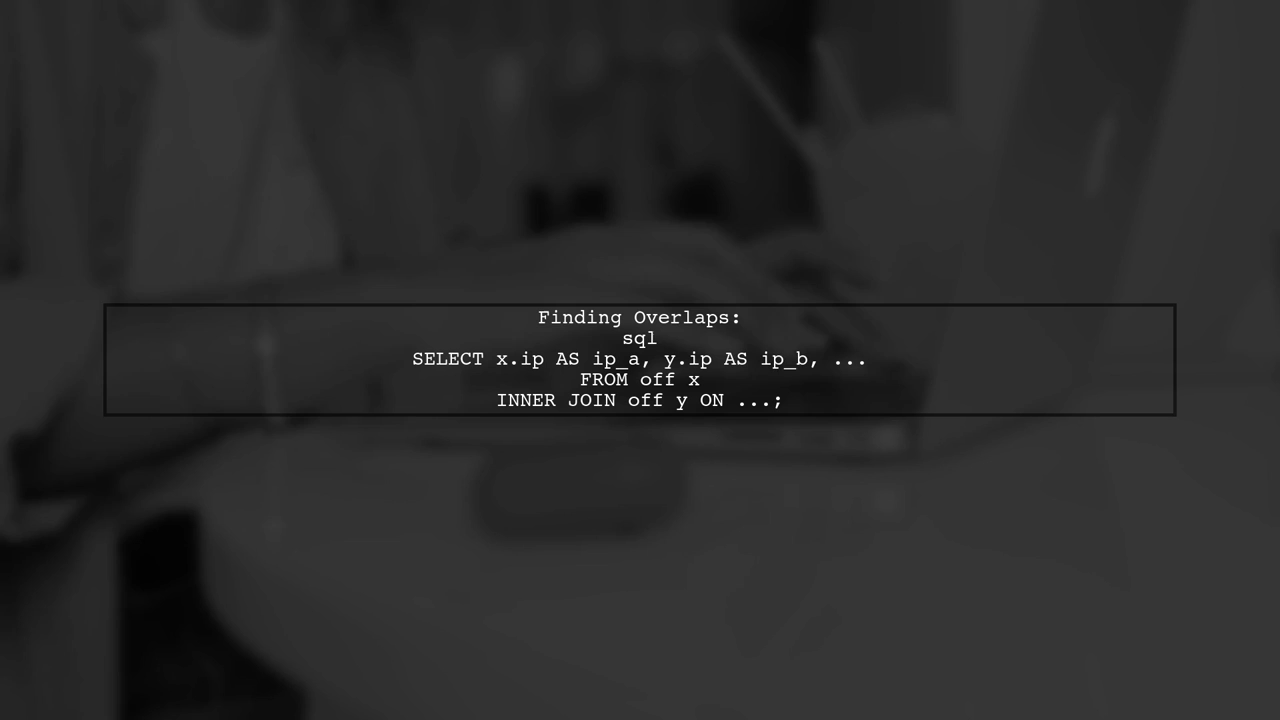 Finding Overlaps:
sql
SELECT x.ip AS ip_a, y.ip AS ip_b, ...
FROM off x
INNER JOIN off y ON ...;